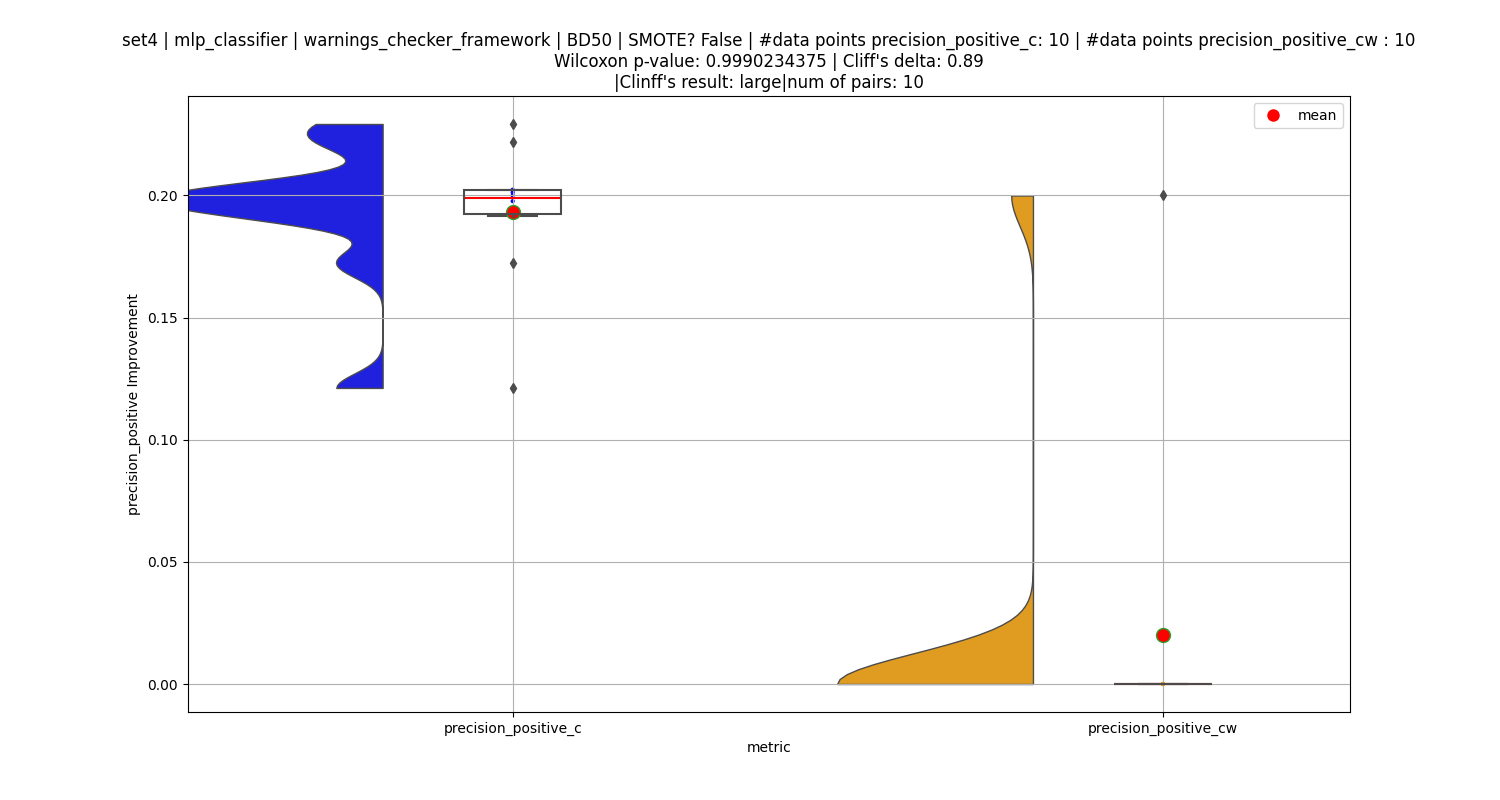 set4 | mlp_classifier | warnings_checker_framework | BD50 | SMOTE? False | #data points precision_positive_c: 10 | #data points precision_positive_cw : 10
Wilcoxon p-value: 0.9990234375 | Cliff's delta: 0.89
|Clinff's result: large|num of pairs: 10
mean
0.20
0.15
0.10
0.05
0.00
precision_positive Improvement
precision_positive_c
precision_positive_cw
metric